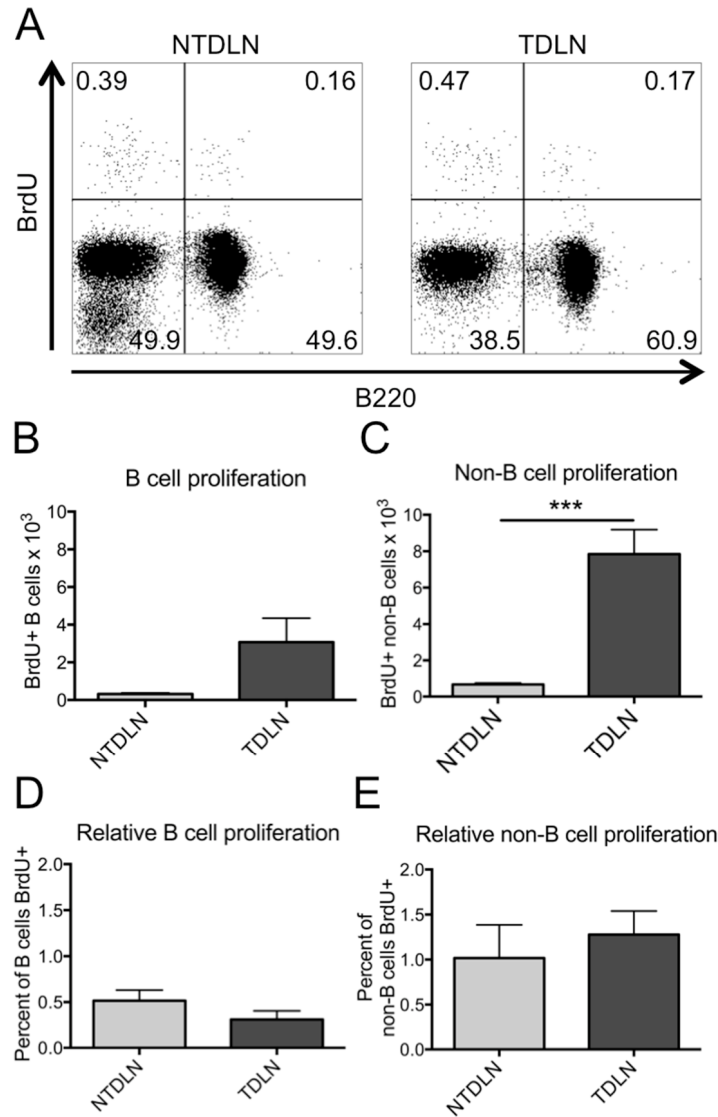 A
NTDLN
TDLN
0.39
0.16
0.47
0.17
BrdU
49.9
49.6
38.5
60.9
B220
B
C
B cell proliferation
Non-B cell proliferation
BrdU+ B cells x 10³
10
8
6
4
2
0
NTDLN
TDLN
BrdU+ non-B cells x 10³
10
8
6
4
2
0
***
NTDLN
TDLN
D
E
Relative B cell proliferation
Relative non-B cell proliferation
Percent of B cells BrdU+
2.0
1.5
1.0
0.5
0.0
NTDLN
TDLN
Percent of
non-B cells BrdU+
2.0
1.5
1.0
0.5
0.0
NTDLN
TDLN